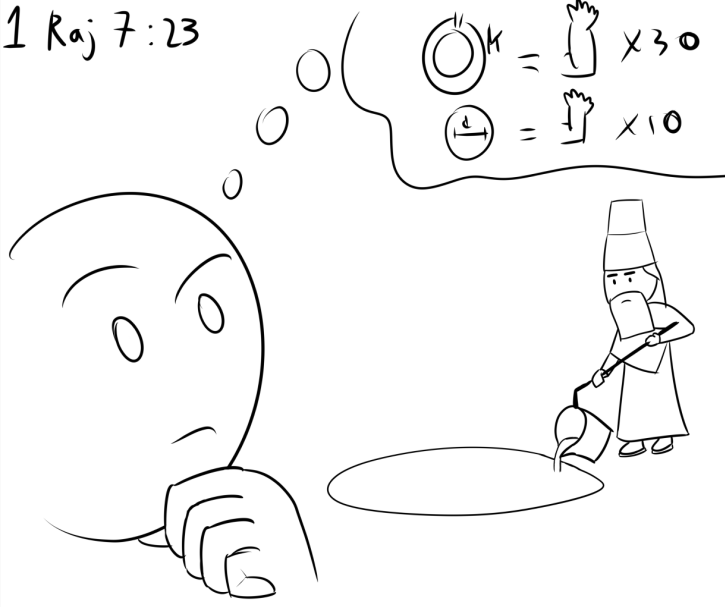 1 Raj 7:23
K = x30
d = x10